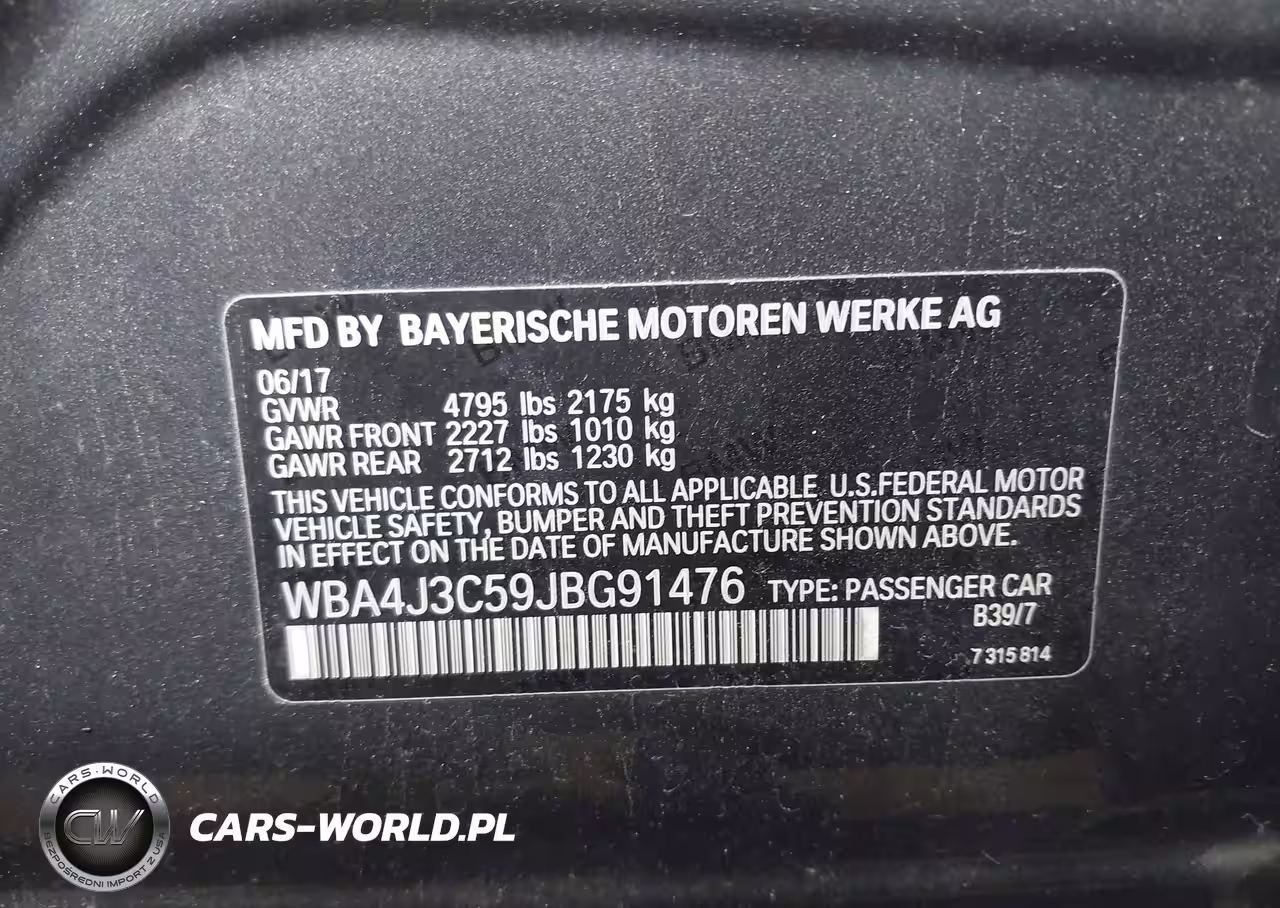 MFD BY BAYERISCHE MOTOREN WERKE AG
06/17
GVWR 4795 lbs 2175 kg
GAWR FRONT 2227 lbs 1010 kg
GAWR REAR 2712 lbs 1230 kg
THIS VEHICLE CONFORMS TO ALL APPLICABLE U.S.FEDERAL MOTOR
VEHICLE SAFETY, BUMPER AND THEFT PREVENTION STANDARDS
IN EFFECT ON THE DATE OF MANUFACTURE SHOWN ABOVE.
WBA4J3C59JBG91476 TYPE: PASSENGER CAR
B39/7
7 315 814
CARS-WORLD
CW
BEZPOŚREDNI IMPORT Z USA
CARS-WORLD.PL